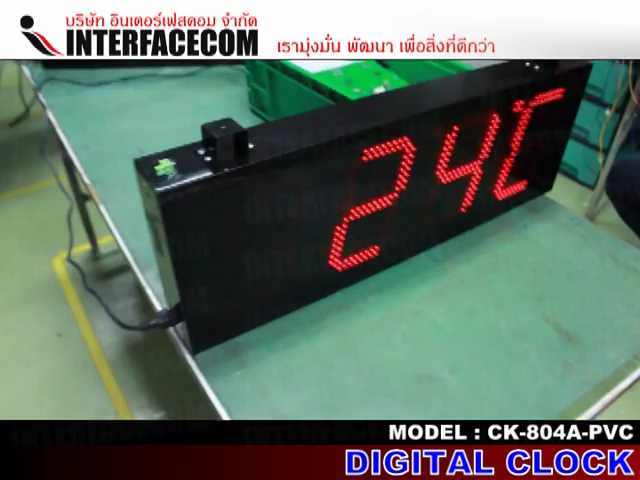 บริษัท อินเตอร์เฟสคอม จำกัด
INTERFACECOM
เรามุ่งมั่น พัฒนา เพื่อสิ่งที่ดีกว่า
24C
MODEL : CK-804A-PVC
DIGITAL CLOCK